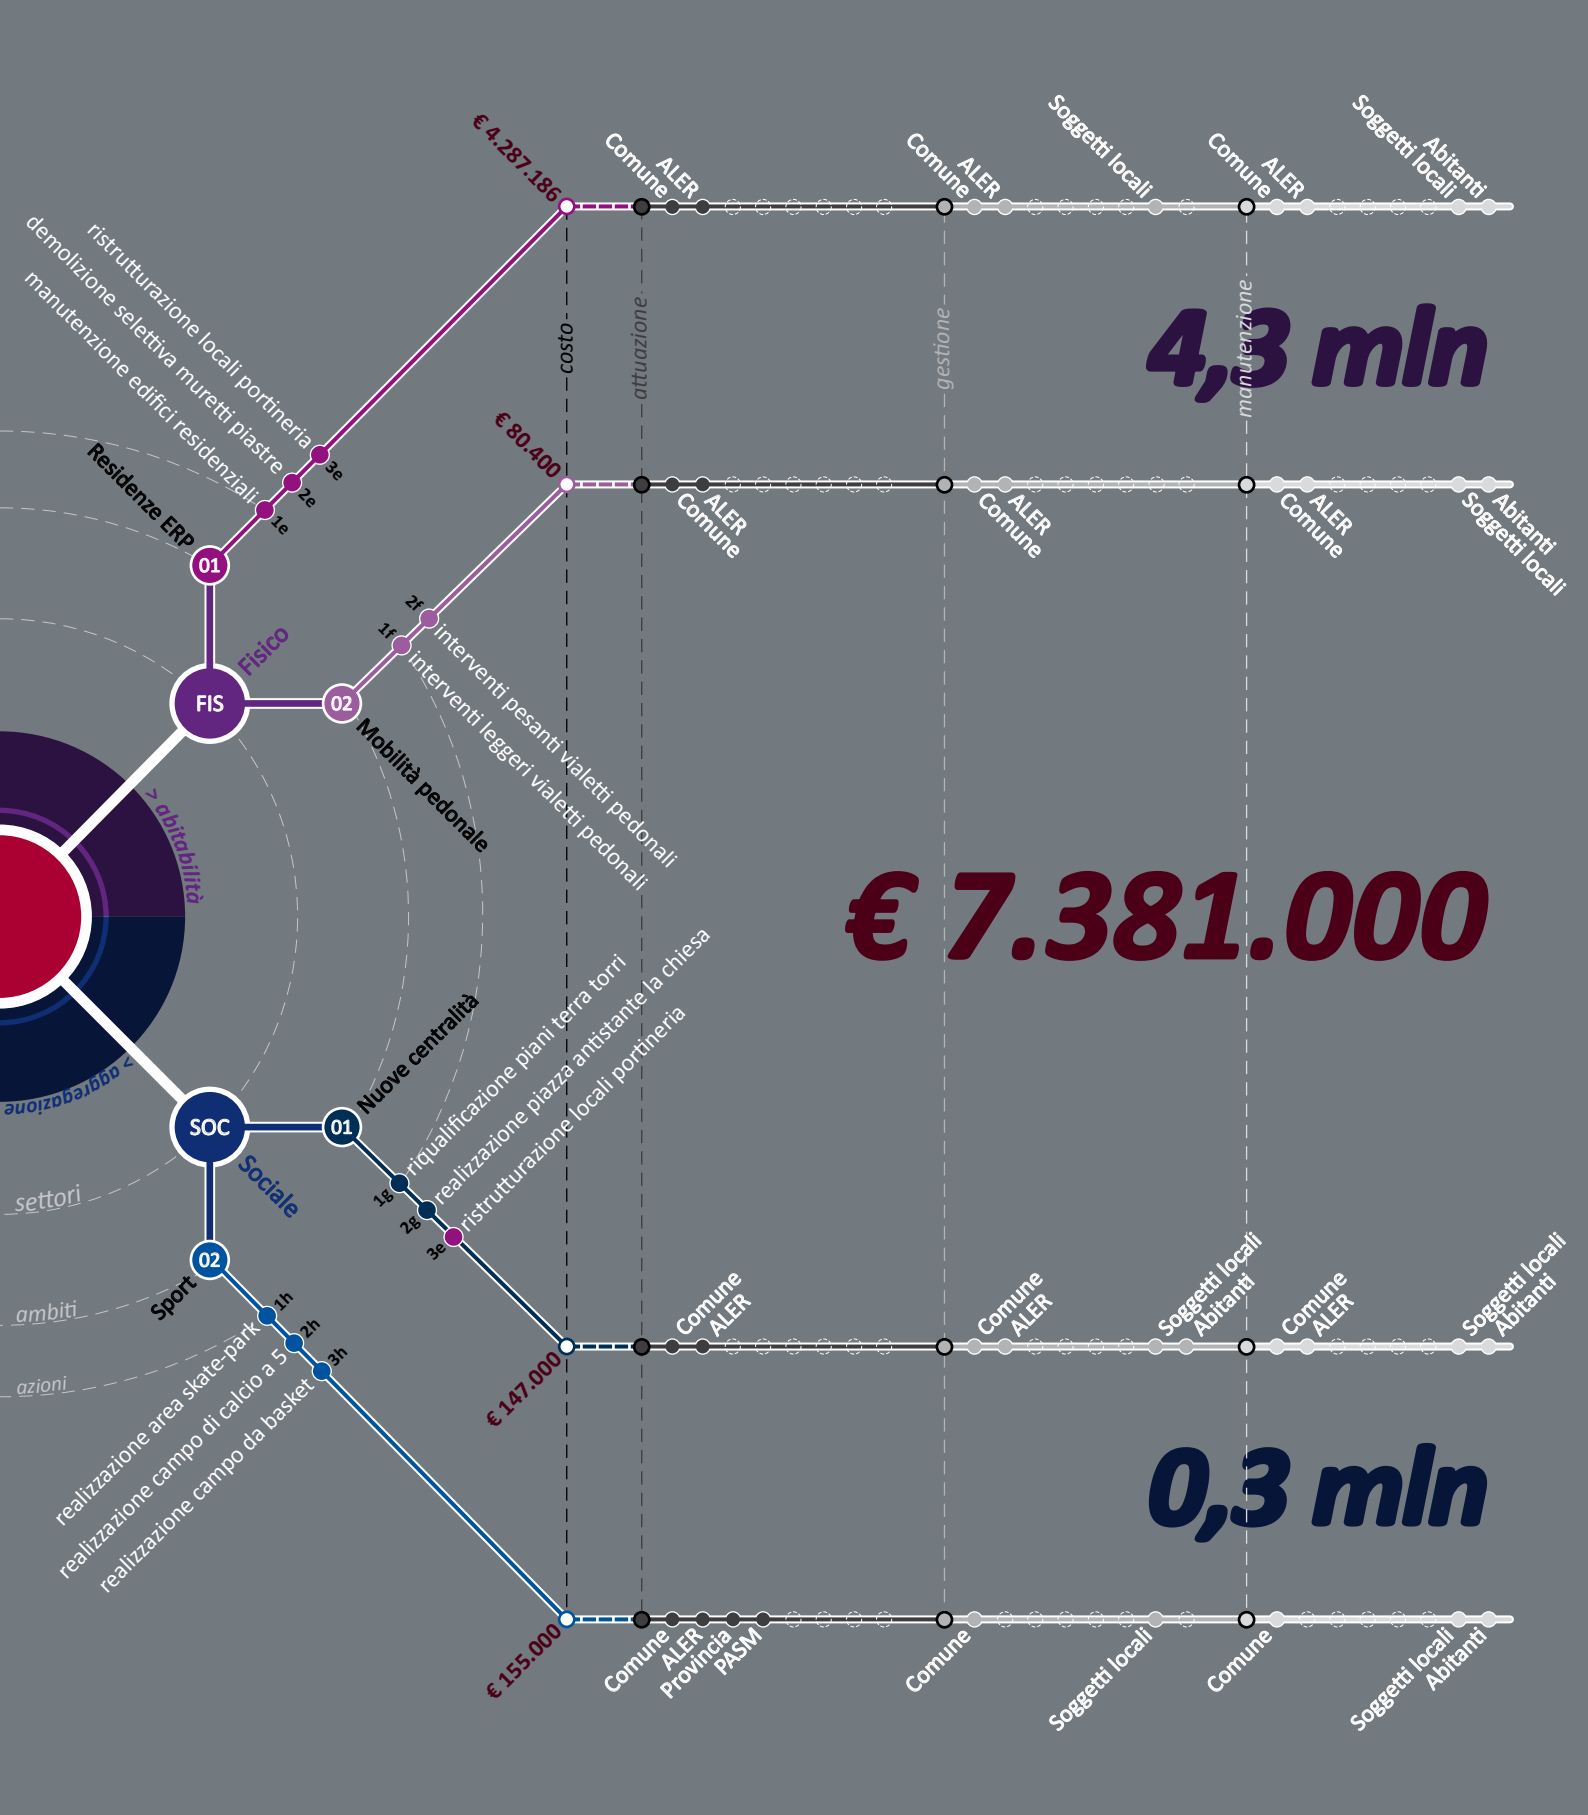 € 4.287.186
Comune
ALER
Comune
ALER
Soggetti locali
Comune
ALER
Soggetti locali
Abitanti
ristrutturazione locali portineria
demolizione selettiva muretti piastre
manutenzione edifici residenziali
3e
2e
1e
Residenze ERP
01
costo
attuazione
gestione
manutenzione
4,3 mln
€ 80.400
ALER
Comune
ALER
Comune
ALER
Comune
Abitanti
Soggetti locali
Fisico
FIS
02
2f
1f
interventi pesanti vialetti pedonali
interventi leggeri vialetti pedonali
Mobilità pedonale
> abitabilità
€ 7.381.000
> aggregazione
Nuove centralità
riqualificazione piani terra torri
realizzazione piazza antistante la chiesa
ristrutturazione locali portineria
SOC
01
Sociale
1g
2g
3e
settori
ambiti
azioni
02
Sport
1h
2h
3h
realizzazione area skate-park
realizzazione campo di calcio a 5
realizzazione campo da basket
€ 147.000
Comune
ALER
Comune
ALER
Soggetti locali
Abitanti
Comune
ALER
Soggetti locali
Abitanti
0,3 mln
€ 155.000
Comune
ALER
Provincia
PASM
Comune
Soggetti locali
Comune
Soggetti locali
Abitanti